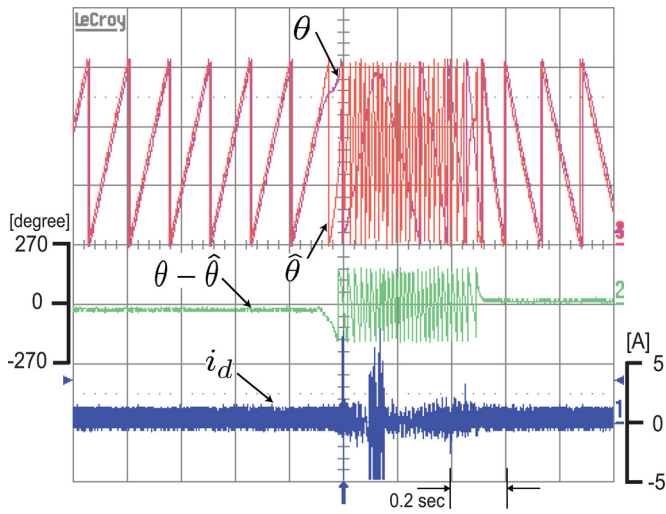 LeCroy
θ
3
[degree]
270
θ − θ̂
θ̂
0
2
-270
[A]
i_d
5
1
0
0.2 sec
-5